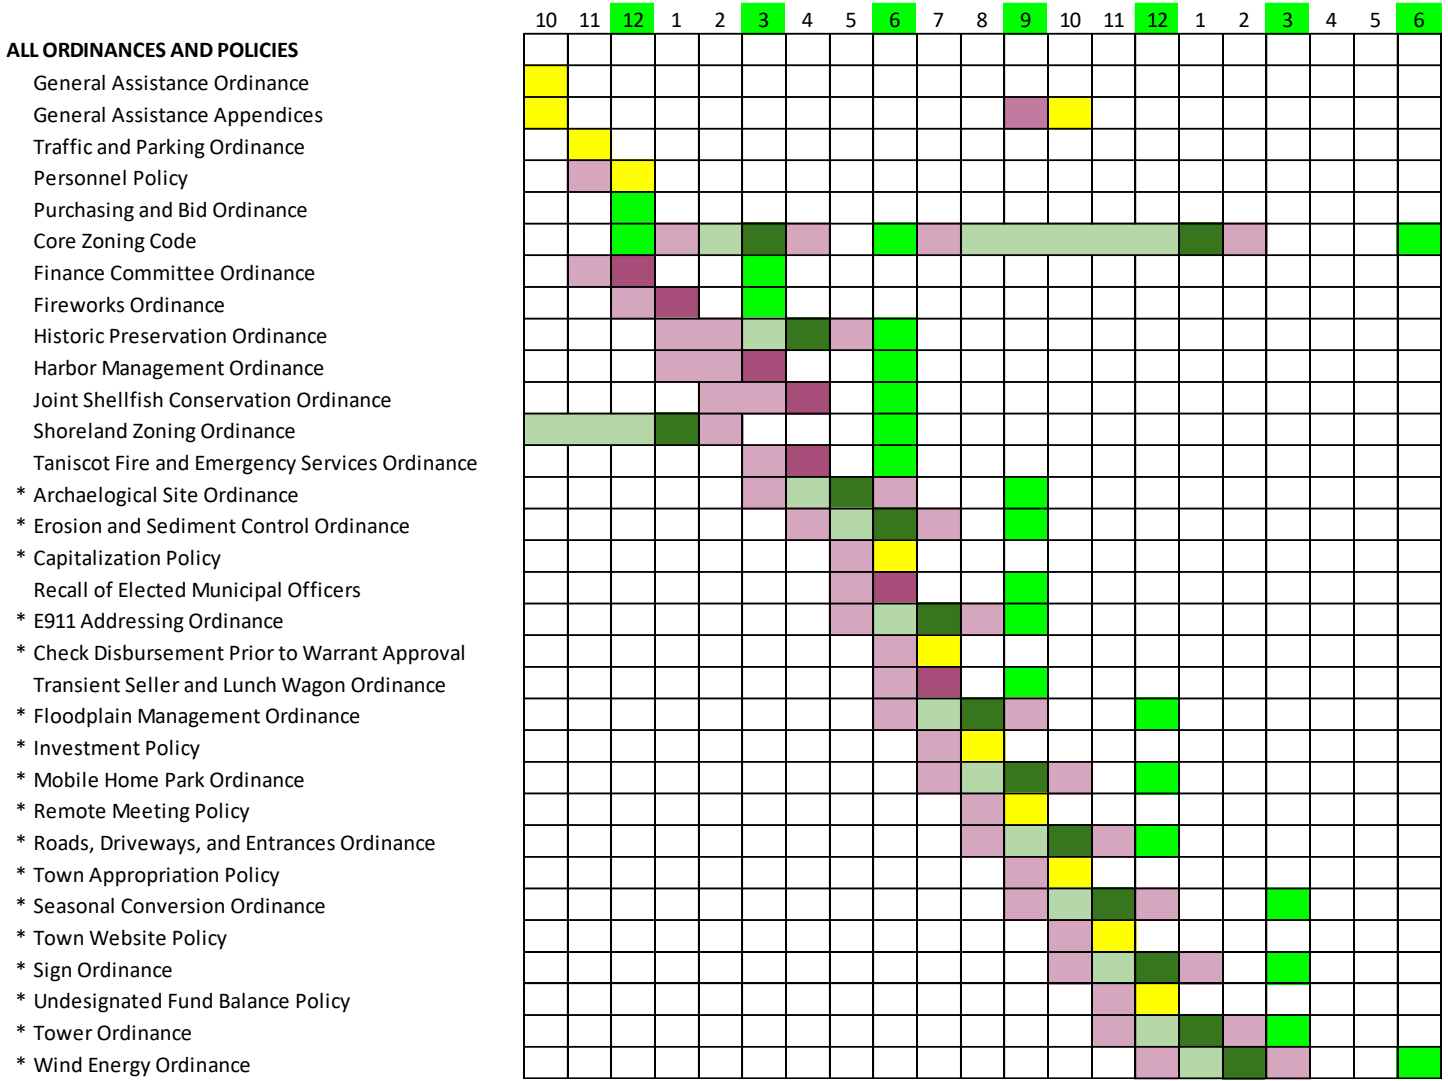 10 11 12 1 2 3 4 5 6 7 8 9 10 11 12 1 2 3 4 5 6
ALL ORDINANCES AND POLICIES
General Assistance Ordinance
General Assistance Appendices
Traffic and Parking Ordinance
Personnel Policy
Purchasing and Bid Ordinance
Core Zoning Code
Finance Committee Ordinance
Fireworks Ordinance
Historic Preservation Ordinance
Harbor Management Ordinance
Joint Shellfish Conservation Ordinance
Shoreland Zoning Ordinance
Taniscot Fire and Emergency Services Ordinance
* Archaelogical Site Ordinance
* Erosion and Sediment Control Ordinance
* Capitalization Policy
Recall of Elected Municipal Officers
* E911 Addressing Ordinance
* Check Disbursement Prior to Warrant Approval
Transient Seller and Lunch Wagon Ordinance
* Floodplain Management Ordinance
* Investment Policy
* Mobile Home Park Ordinance
* Remote Meeting Policy
* Roads, Driveways, and Entrances Ordinance
* Town Appropriation Policy
* Seasonal Conversion Ordinance
* Town Website Policy
* Sign Ordinance
* Undesignated Fund Balance Policy
* Tower Ordinance
* Wind Energy Ordinance